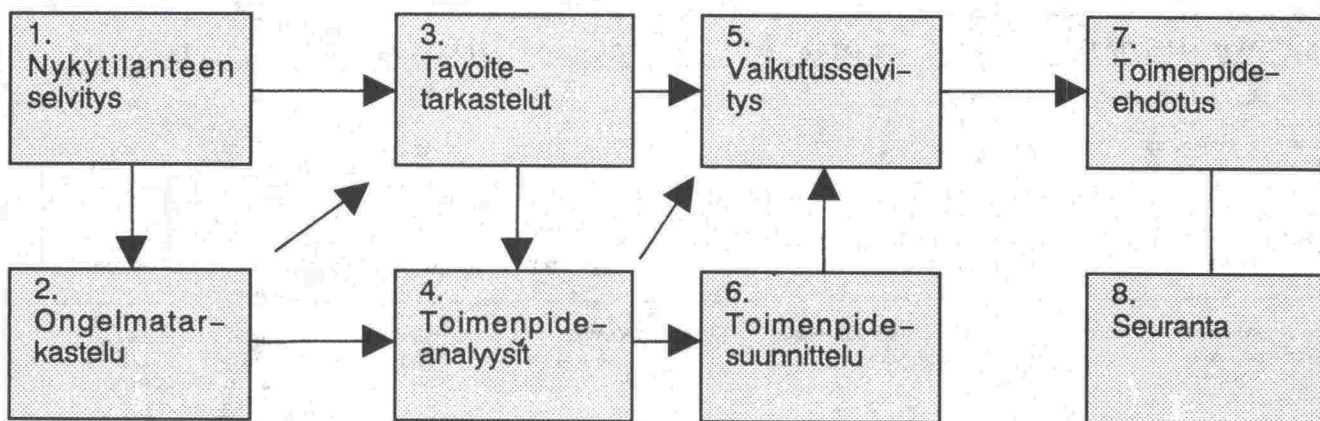 1.
Nykytilanteen
selvitys
3.
Tavoite–
tarkastelut
5.
Vaikutusselvi–
tys
7.
Toimenpide–
ehdotus
2.
Ongelmatar–
kastelu
4.
Toimenpide–
analyysit
6.
Toimenpide–
suunnittelu
8.
Seuranta